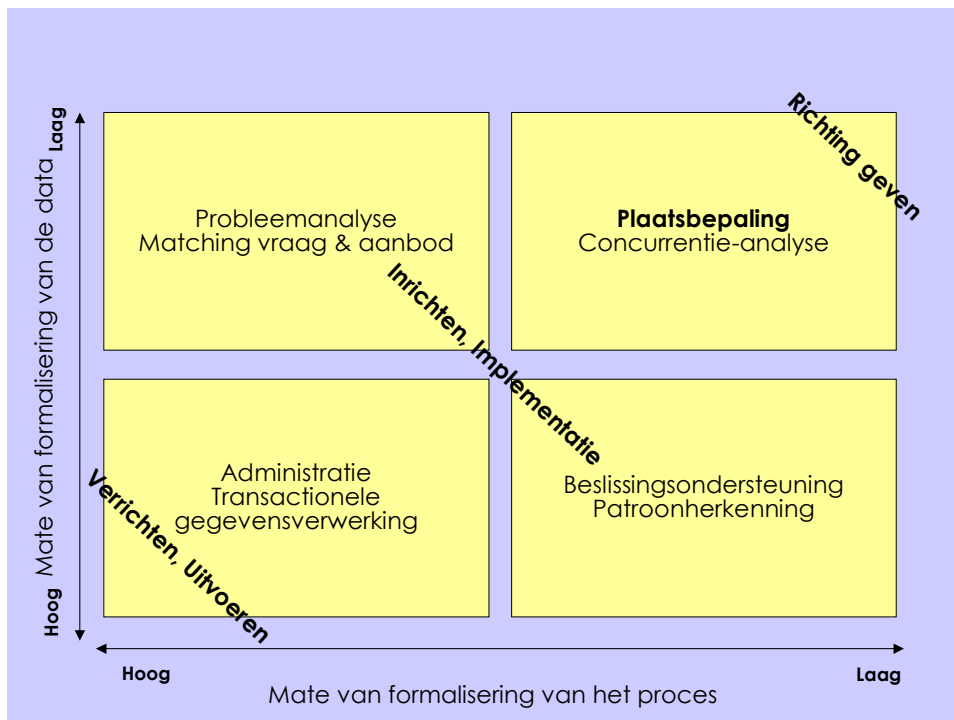 Richting geven
Laag
Mate van formalisering van de data
Hoog
Probleemanalyse
Matching vraag & aanbod
Plaatsbepaling
Concurrentie-analyse
Inrichten, Implementatie
Administratie
Transactionele
gegevensverwerking
Beslissingsondersteuning
Patroonherkenning
Verrichten, Uitvoeren
Hoog
Laag
Mate van formalisering van het proces